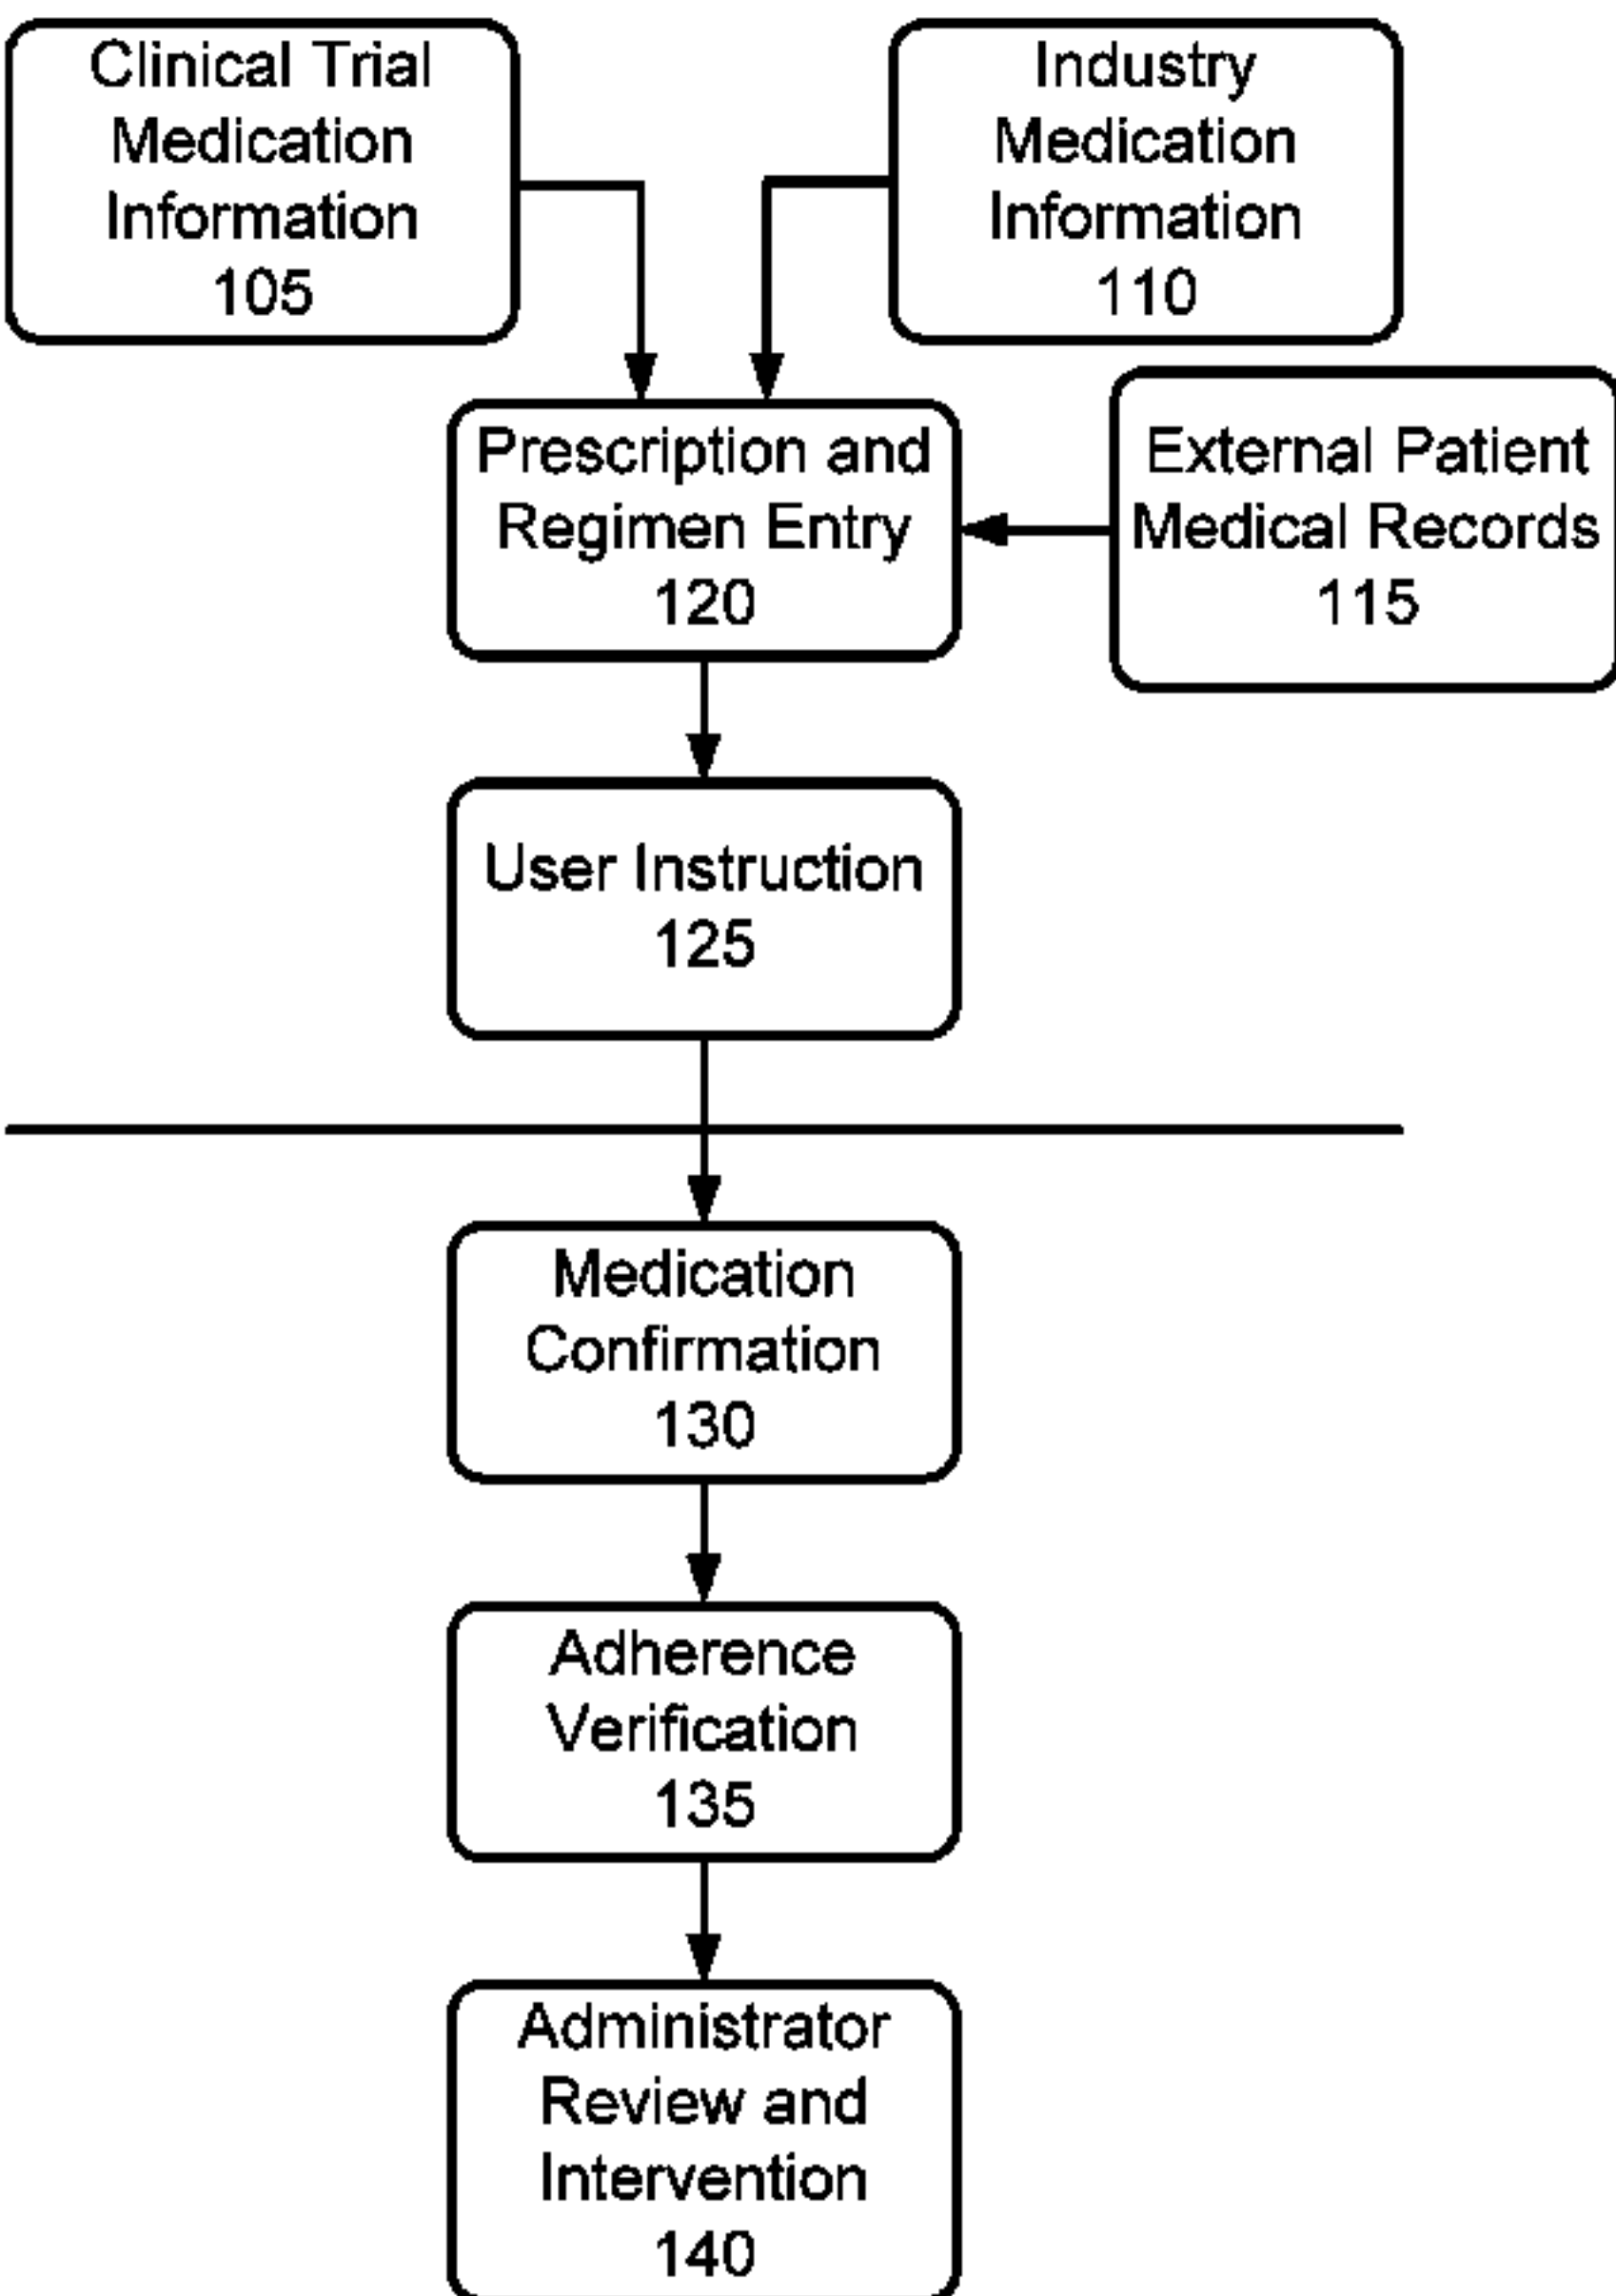 Clinical Trial
Medication
Information
105
Industry
Medication
Information
110
External Patient
Medical Records
115
Prescription and
Regimen Entry
120
User Instruction
125
Medication
Confirmation
130
Adherence
Verification
135
Administrator
Review and
Intervention
140